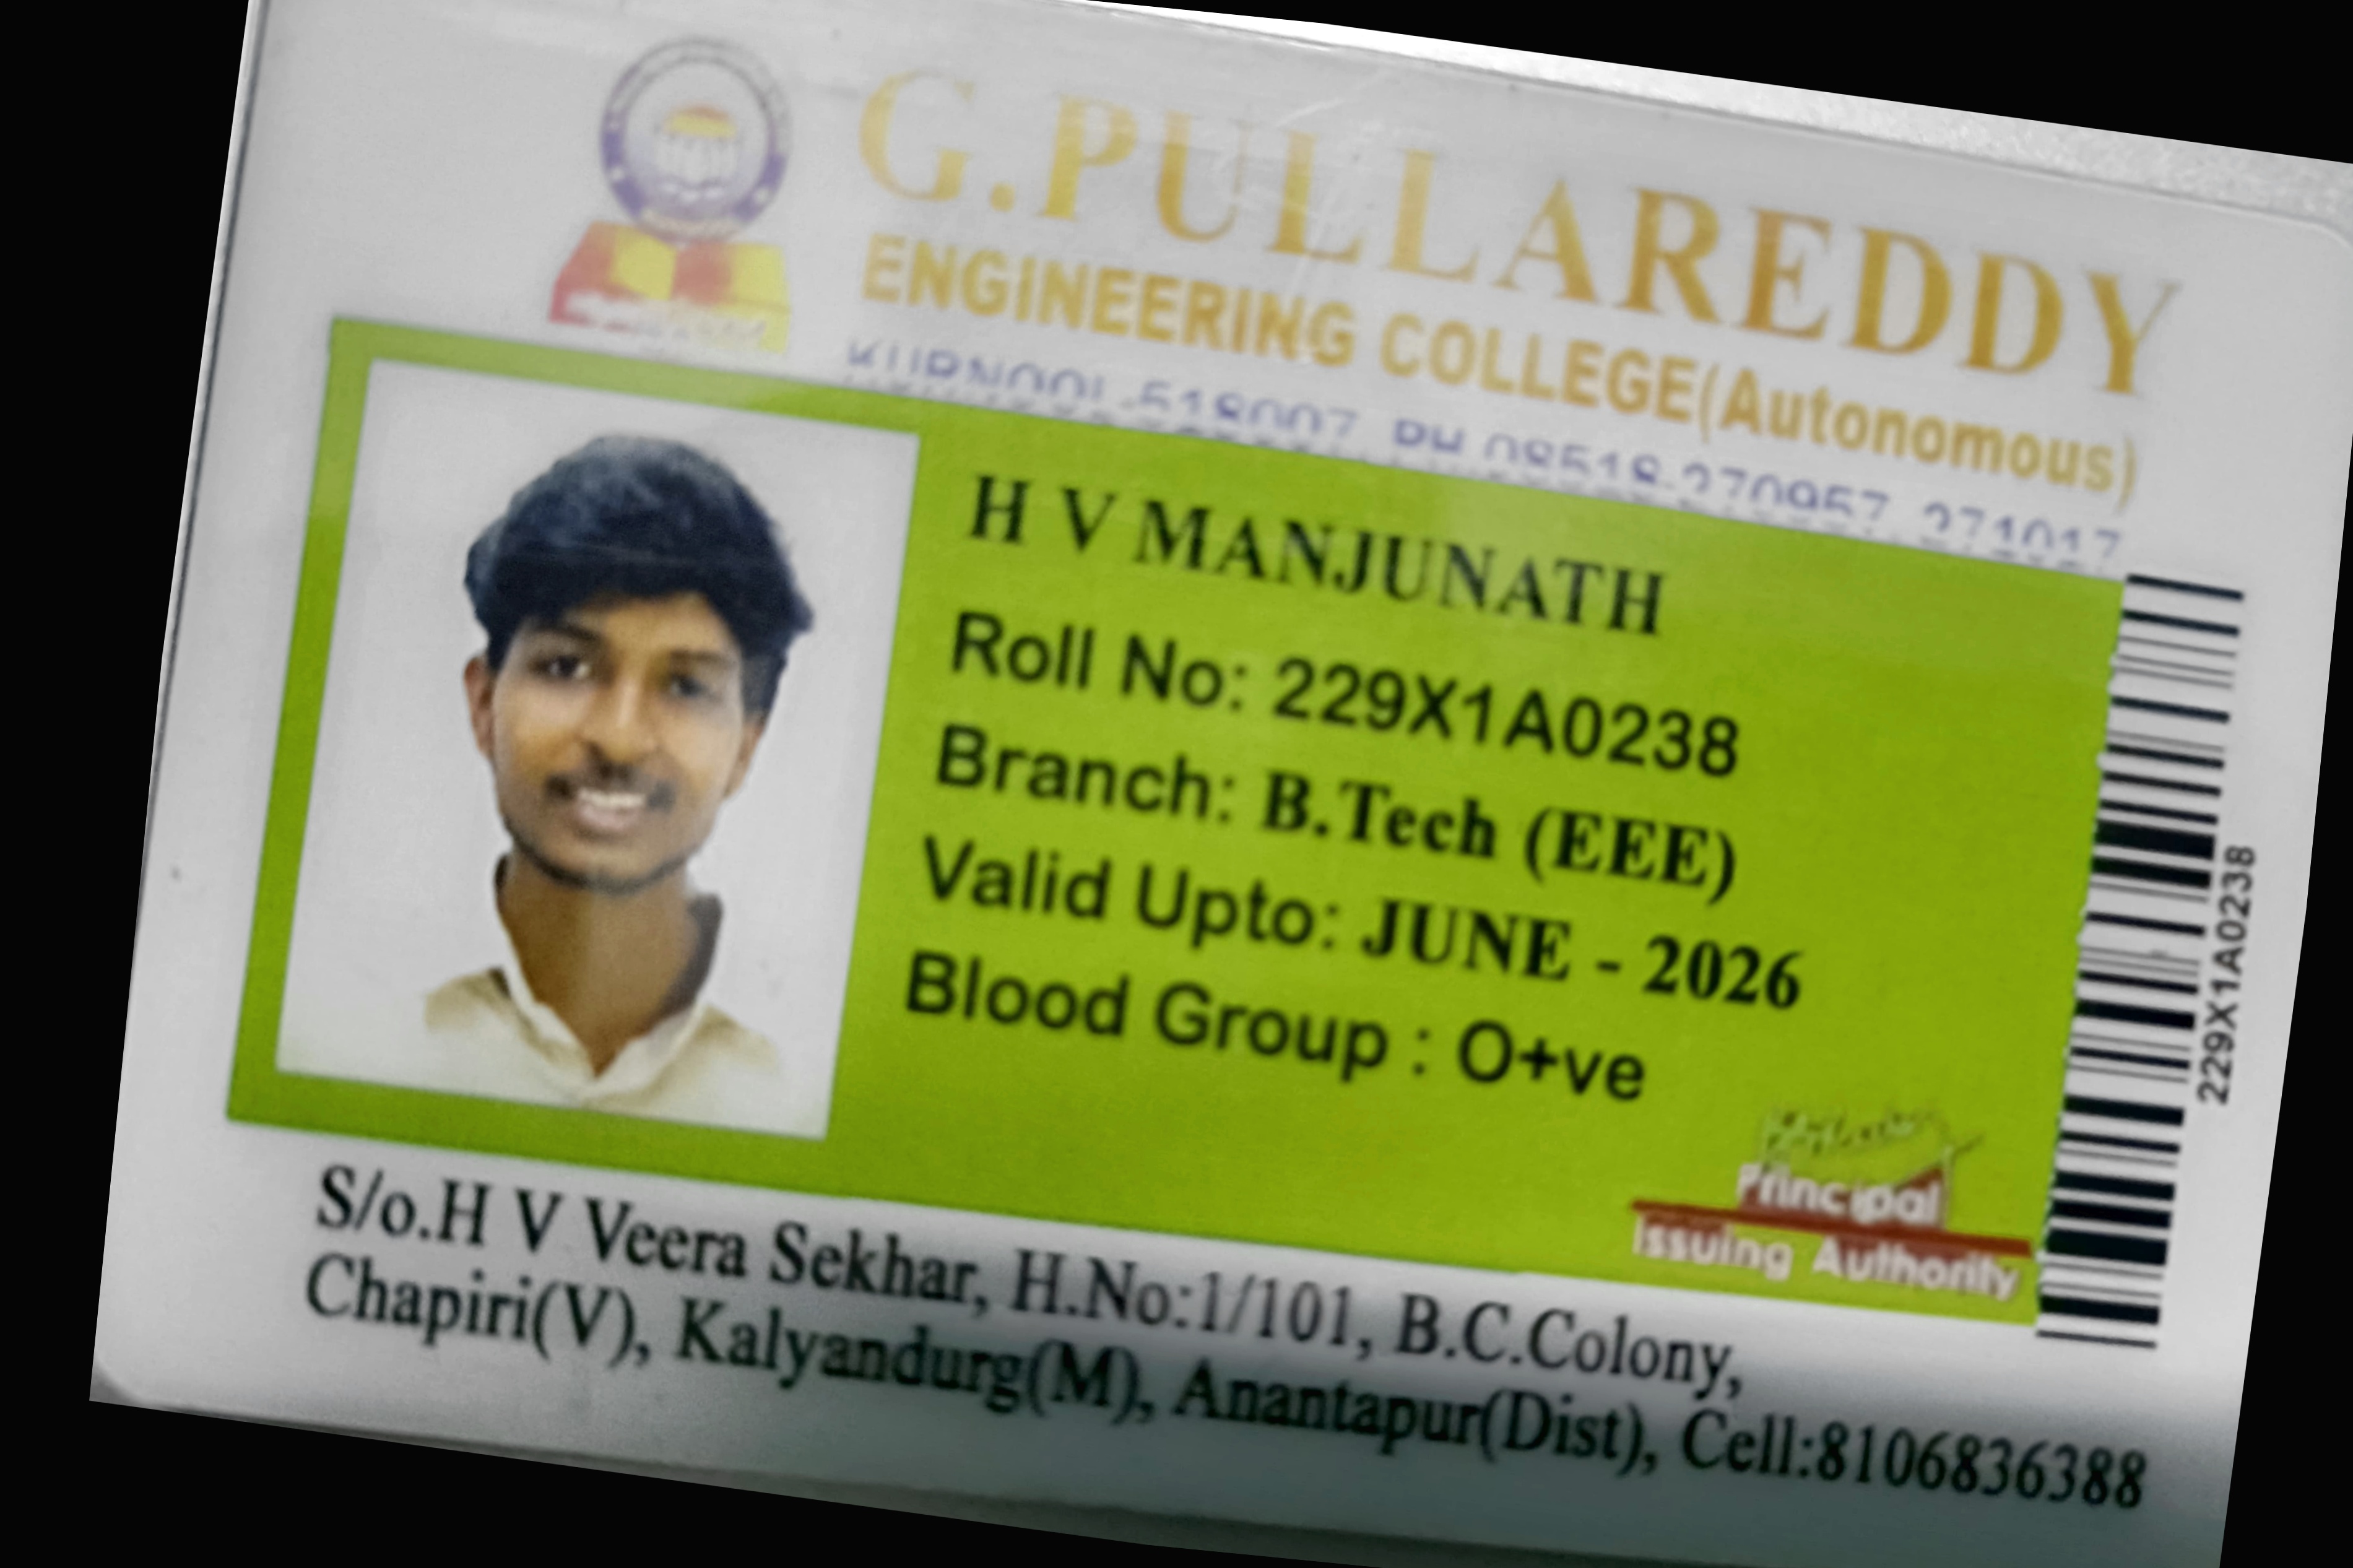 G.PULLAREDDY
ENGINEERING COLLEGE(Autonomous)
KURNOOL-518007. PH.08518-270957, 271017
H V MANJUNATH
Roll No: 229X1A0238
Branch: B.Tech (EEE)
Valid Upto: JUNE - 2026
Blood Group : O+ve
Principal
Issuing Authority
229X1A0238
S/o.H V Veera Sekhar, H.No:1/101, B.C.Colony,
Chapiri(V), Kalyandurg(M), Anantapur(Dist), Cell:8106836388